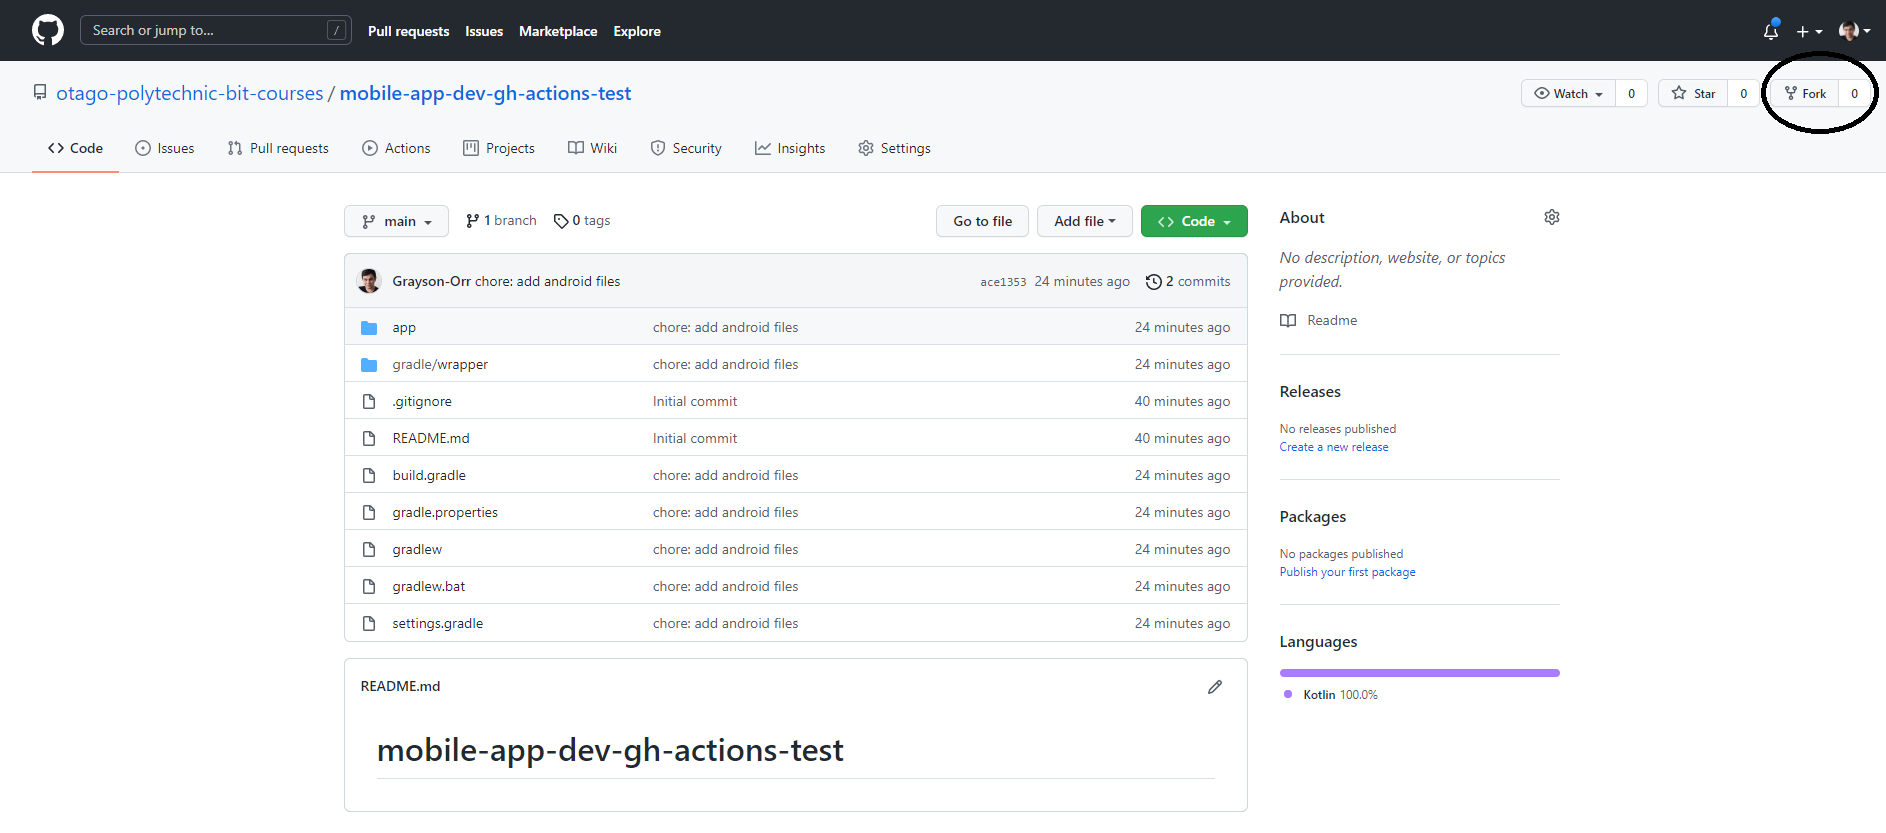 Search or jump to... /
Pull requests Issues Marketplace Explore
otago-polytechnic-bit-courses / mobile-app-dev-gh-actions-test
Watch 0 Star 0 Fork 0
Code Issues Pull requests Actions Projects Wiki Security Insights Settings
main 1 branch 0 tags Go to file Add file Code
Grayson-Orr chore: add android files ace1353 24 minutes ago 2 commits
app chore: add android files 24 minutes ago
gradle/wrapper chore: add android files 24 minutes ago
.gitignore Initial commit 40 minutes ago
README.md Initial commit 40 minutes ago
build.gradle chore: add android files 24 minutes ago
gradle.properties chore: add android files 24 minutes ago
gradlew chore: add android files 24 minutes ago
gradlew.bat chore: add android files 24 minutes ago
settings.gradle chore: add android files 24 minutes ago
README.md
mobile-app-dev-gh-actions-test
About
No description, website, or topics
provided.
Readme
Releases
No releases published
Create a new release
Packages
No packages published
Publish your first package
Languages
Kotlin 100.0%